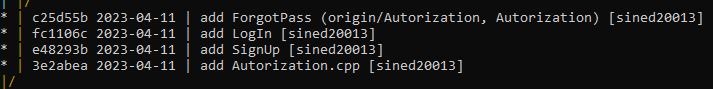 | |/
* | c25d55b 2023-04-11 | add ForgotPass (origin/Autorization, Autorization) [sined20013]
* | fc1106c 2023-04-11 | add LogIn [sined20013]
* | e48293b 2023-04-11 | add SignUp [sined20013]
* | 3e2abea 2023-04-11 | add Autorization.cpp [sined20013]
|/